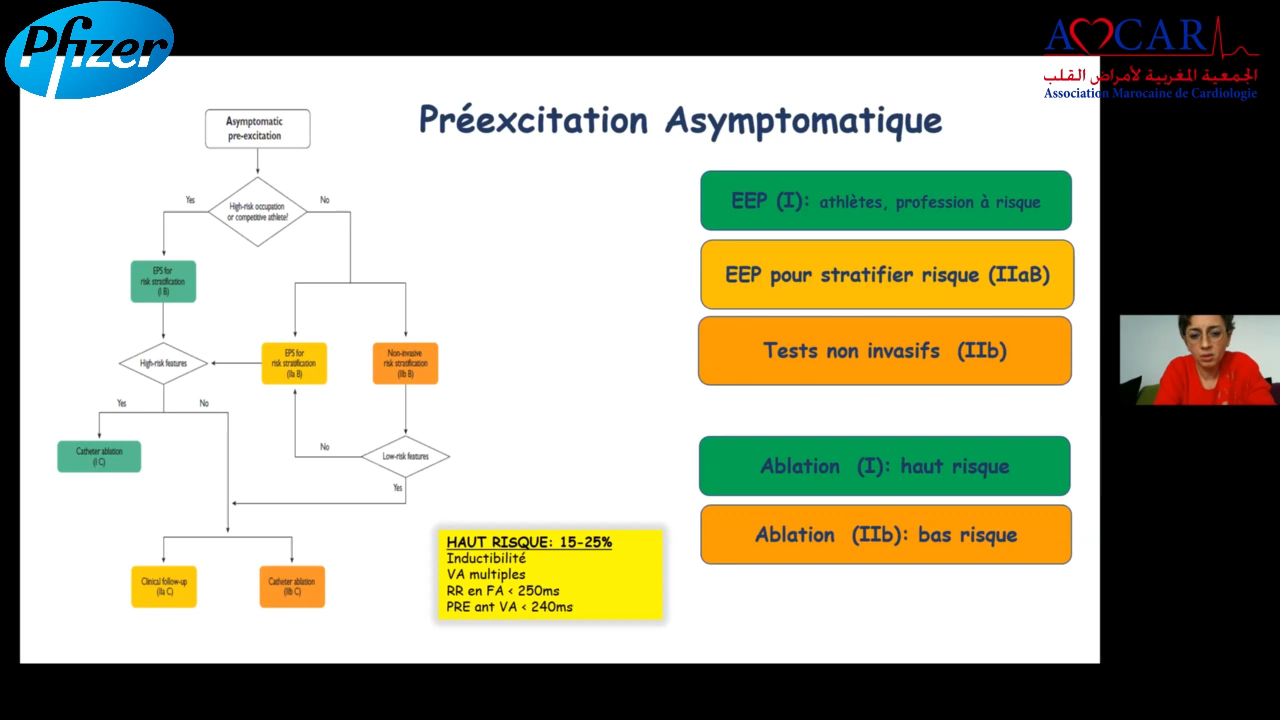 Pfizer
AMCAR
الجمعية المغربية لأمراض القلب
Association Marocaine de Cardiologie
Préexcitation Asymptomatique
Asymptomatic
pre-excitation
Yes
High-risk occupation
or competitive athlete?
No
EPS for
risk stratification
(I B)
High-risk features
EPS for
risk stratification
(IIa B)
Non-invasive
risk stratification
(IIb B)
Yes
No
Catheter ablation
(I C)
No
Low-risk features
Yes
Clinical follow-up
(IIa C)
Catheter ablation
(IIb C)
HAUT RISQUE: 15-25%
Inductibilité
VA multiples
RR en FA < 250ms
PRE ant VA < 240ms
EEP (I): athlètes, profession à risque
EEP pour stratifier risque (IIaB)
Tests non invasifs (IIb)
Ablation (I): haut risque
Ablation (IIb): bas risque